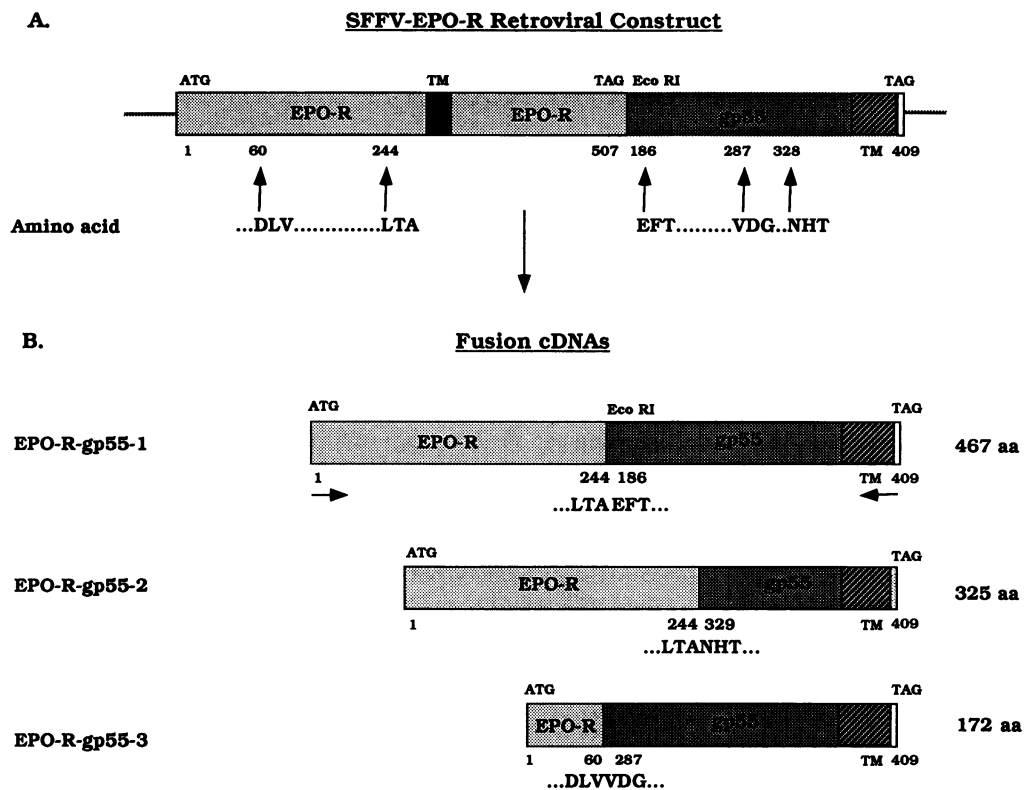 A. SFFV-EPO-R Retroviral Construct
ATG TM TAG Eco RI TAG
EPO-R EPO-R gp55
1 60 244 507 186 287 328 TM 409
Amino acid ...DLV..............LTA EFT.........VDG..NHT
B. Fusion cDNAs
ATG Eco RI TAG
EPO-R-gp55-1 EPO-R gp55 467 aa
1 244 186 TM 409
...LTAEFT...
ATG TAG
EPO-R-gp55-2 EPO-R gp55 325 aa
1 244 329 TM 409
...LTANHT...
ATG TAG
EPO-R-gp55-3 EPO-R gp55 172 aa
1 60 287 TM 409
...DLVVDG...